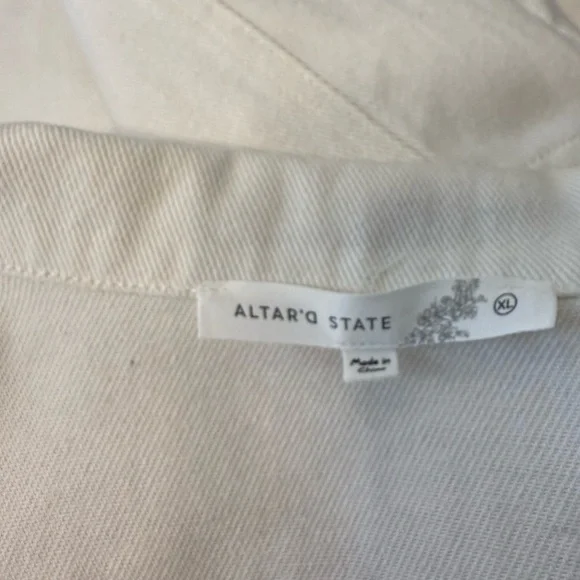 ALTAR'D STATE
XL
Made in
China